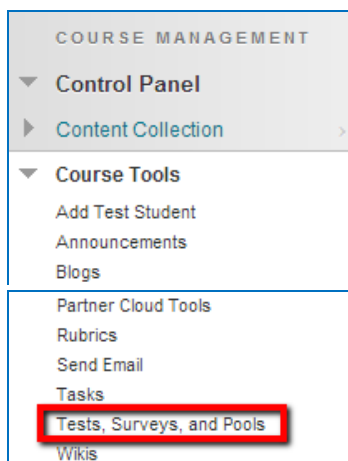 COURSE MANAGEMENT
Control Panel
Content Collection
Course Tools
Add Test Student
Announcements
Blogs
Partner Cloud Tools
Rubrics
Send Email
Tasks
Tests, Surveys, and Pools
Wikis